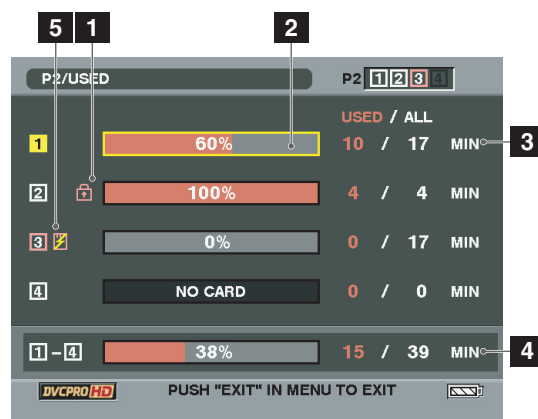 5 1 2
P2/USED P2 1 2 3 4
USED / ALL
1 60% 10 / 17 MIN 3
2 100% 4 / 4 MIN
3 0% 0 / 17 MIN
4 NO CARD 0 / 0 MIN
1 - 4 38% 15 / 39 MIN 4
DVCPRO HD PUSH "EXIT" IN MENU TO EXIT